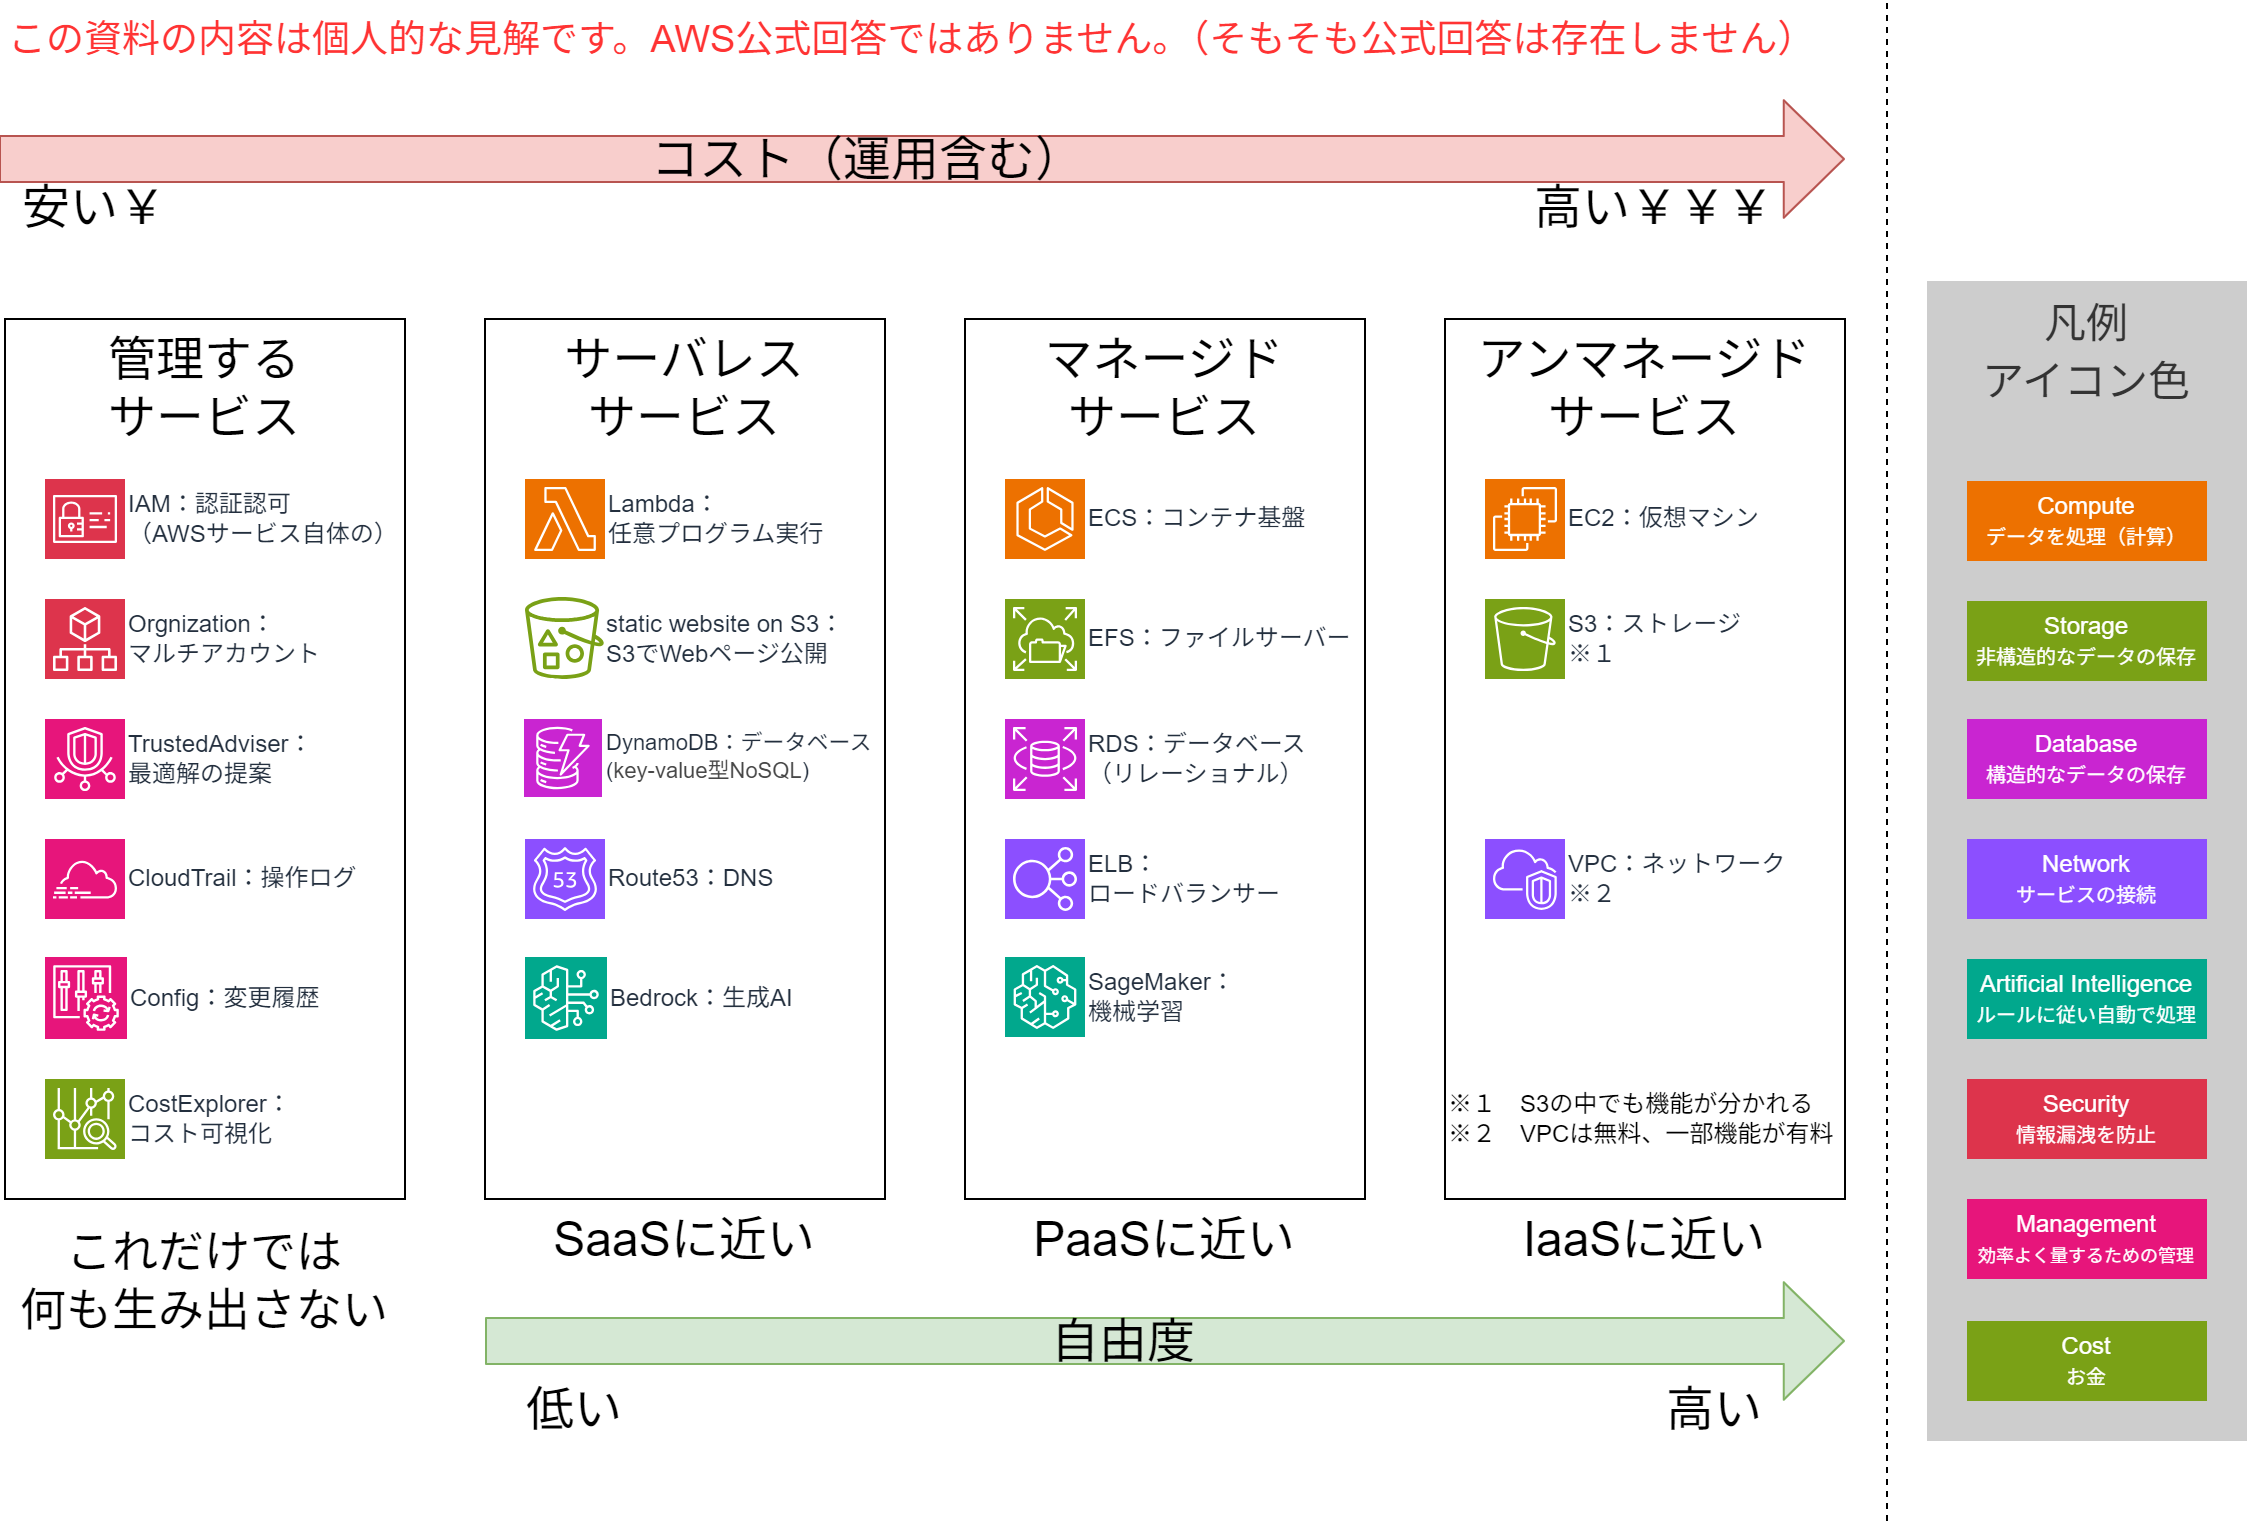 この資料の内容は個人的な見解です。AWS公式回答ではありません。（そもそも公式回答は存在しません）
コスト（運用含む）
安い￥
高い￥￥￥
管理する
サービス
IAM：認証認可
（AWSサービス自体の）
Orgnization：
マルチアカウント
TrustedAdviser：
最適解の提案
CloudTrail：操作ログ
Config：変更履歴
CostExplorer：
コスト可視化
これだけでは
何も生み出さない
サーバレス
サービス
Lambda：
任意プログラム実行
static website on S3：
S3でWebページ公開
DynamoDB：データベース
(key-value型NoSQL)
53
Route53：DNS
Bedrock：生成AI
SaaSに近い
マネージド
サービス
ECS：コンテナ基盤
EFS：ファイルサーバー
RDS：データベース
（リレーショナル）
ELB：
ロードバランサー
SageMaker：
機械学習
PaaSに近い
アンマネージド
サービス
EC2：仮想マシン
S3：ストレージ
※１
VPC：ネットワーク
※２
※１　S3の中でも機能が分かれる
※２　VPCは無料、一部機能が有料
IaaSに近い
自由度
低い
高い
凡例
アイコン色
Compute
データを処理（計算）
Storage
非構造的なデータの保存
Database
構造的なデータの保存
Network
サービスの接続
Artificial Intelligence
ルールに従い自動で処理
Security
情報漏洩を防止
Management
効率よく量するための管理
Cost
お金